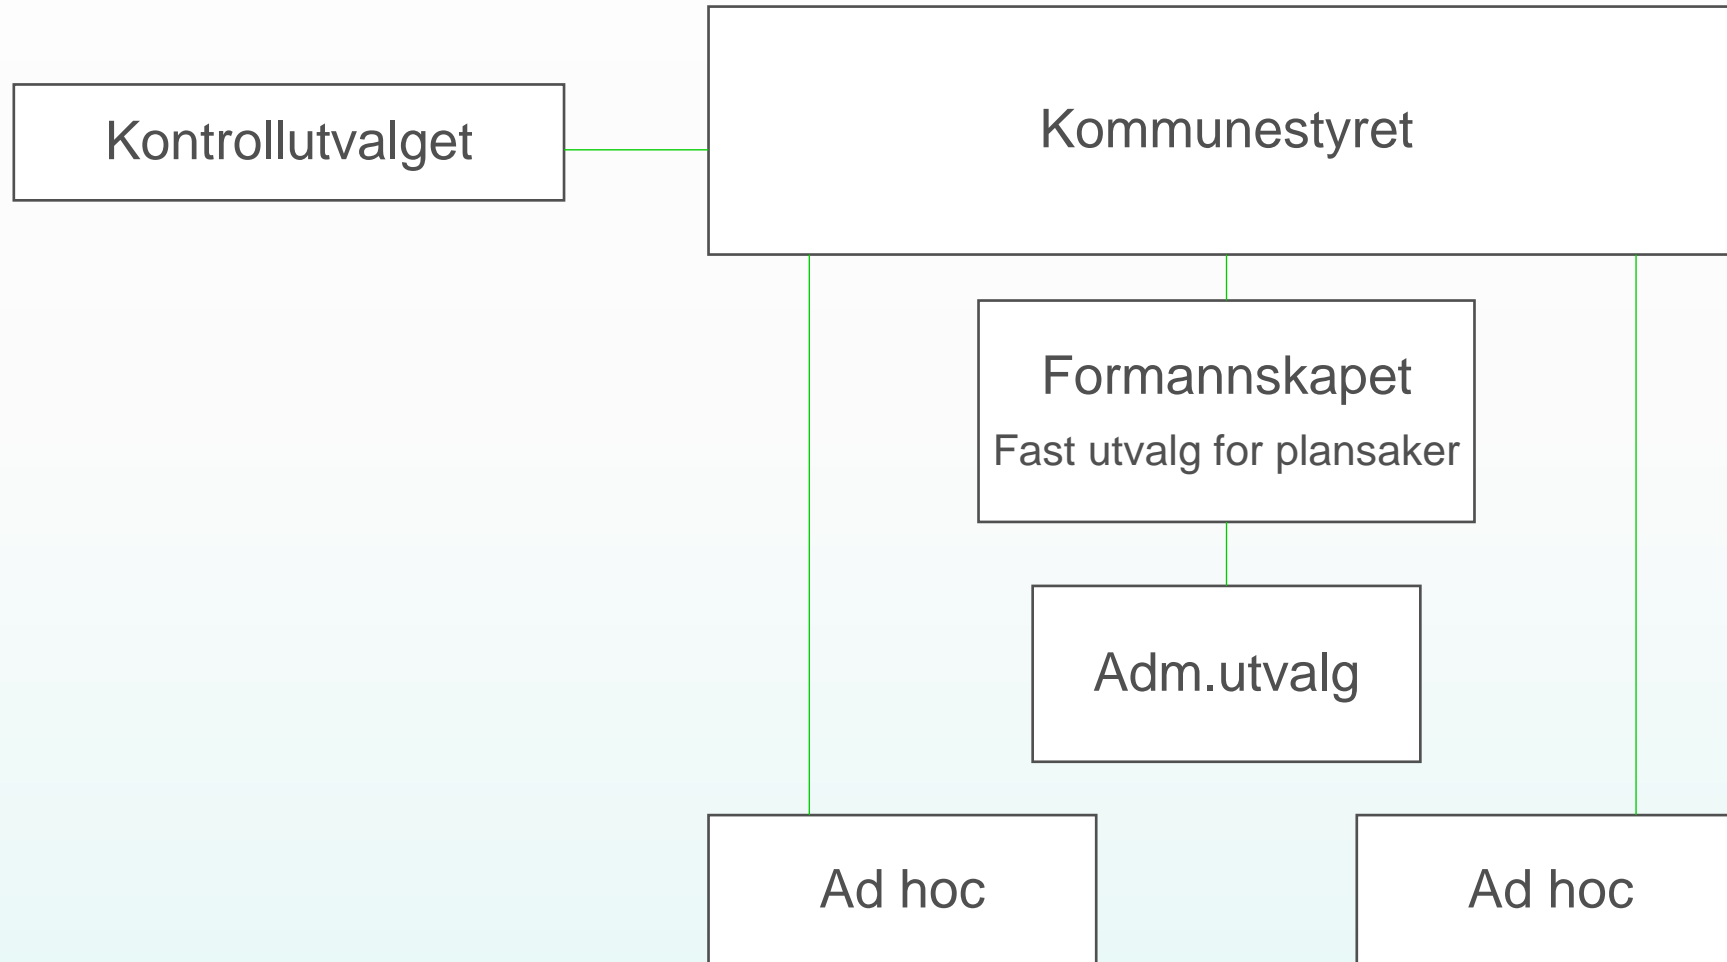 Kontrollutvalget
Kommunestyret
Formannskapet
Fast utvalg for plansaker
Adm.utvalg
Ad hoc
Ad hoc